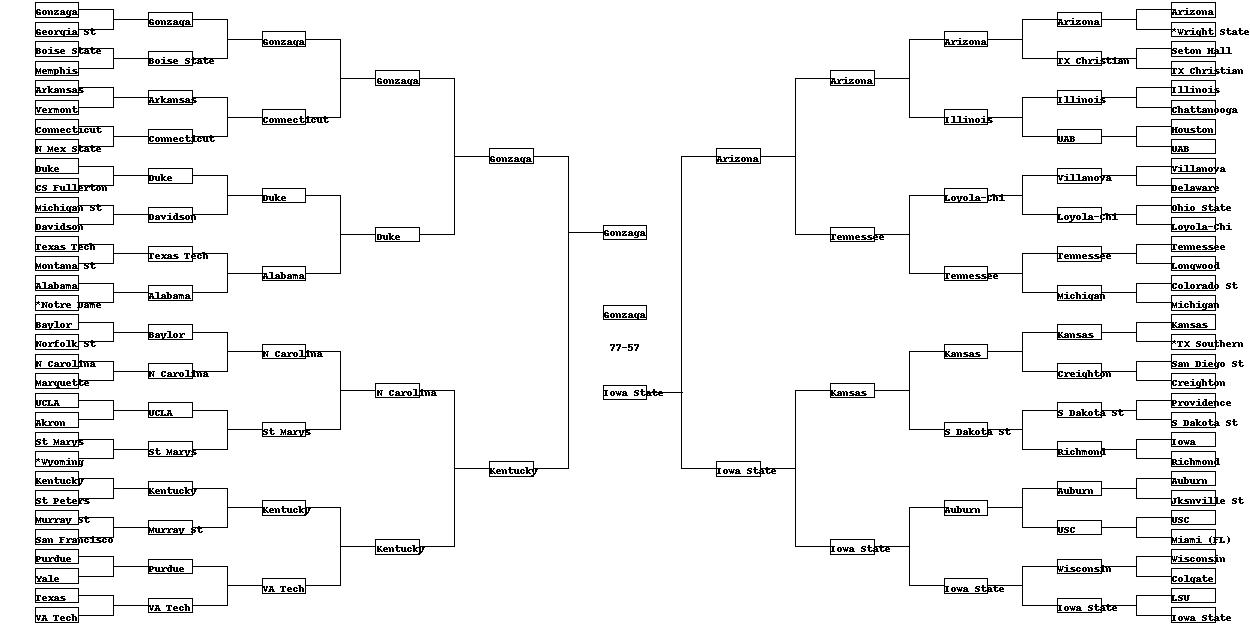 Gonzaga
Georgia St
Boise State
Memphis
Arkansas
Vermont
Connecticut
N Mex State
Duke
CS Fullerton
Michigan St
Davidson
Texas Tech
Montana St
Alabama
*Notre Dame
Baylor
Norfolk St
N Carolina
Marquette
UCLA
Akron
St Marys
*Wyoming
Kentucky
St Peters
Murray St
San Francisco
Purdue
Yale
Texas
VA Tech
Gonzaga
Boise State
Arkansas
Connecticut
Duke
Davidson
Texas Tech
Alabama
Baylor
N Carolina
UCLA
St Marys
Kentucky
Murray St
Purdue
VA Tech
Gonzaga
Connecticut
Duke
Alabama
N Carolina
St Marys
Kentucky
VA Tech
Gonzaga
Duke
N Carolina
Kentucky
Gonzaga
Kentucky
Gonzaga
Gonzaga
77-57
Iowa State
Arizona
Iowa State
Arizona
Tennessee
Kansas
Iowa State
Arizona
Illinois
Loyola-Chi
Tennessee
Kansas
S Dakota St
Auburn
Iowa State
Arizona
TX Christian
Illinois
UAB
Villanova
Loyola-Chi
Tennessee
Michigan
Kansas
Creighton
S Dakota St
Richmond
Auburn
USC
Wisconsin
Iowa State
Arizona
*Wright State
Seton Hall
TX Christian
Illinois
Chattanooga
Houston
UAB
Villanova
Delaware
Ohio State
Loyola-Chi
Tennessee
Longwood
Colorado St
Michigan
Kansas
*TX Southern
San Diego St
Creighton
Providence
S Dakota St
Iowa
Richmond
Auburn
Jksnville St
USC
Miami (FL)
Wisconsin
Colgate
LSU
Iowa State